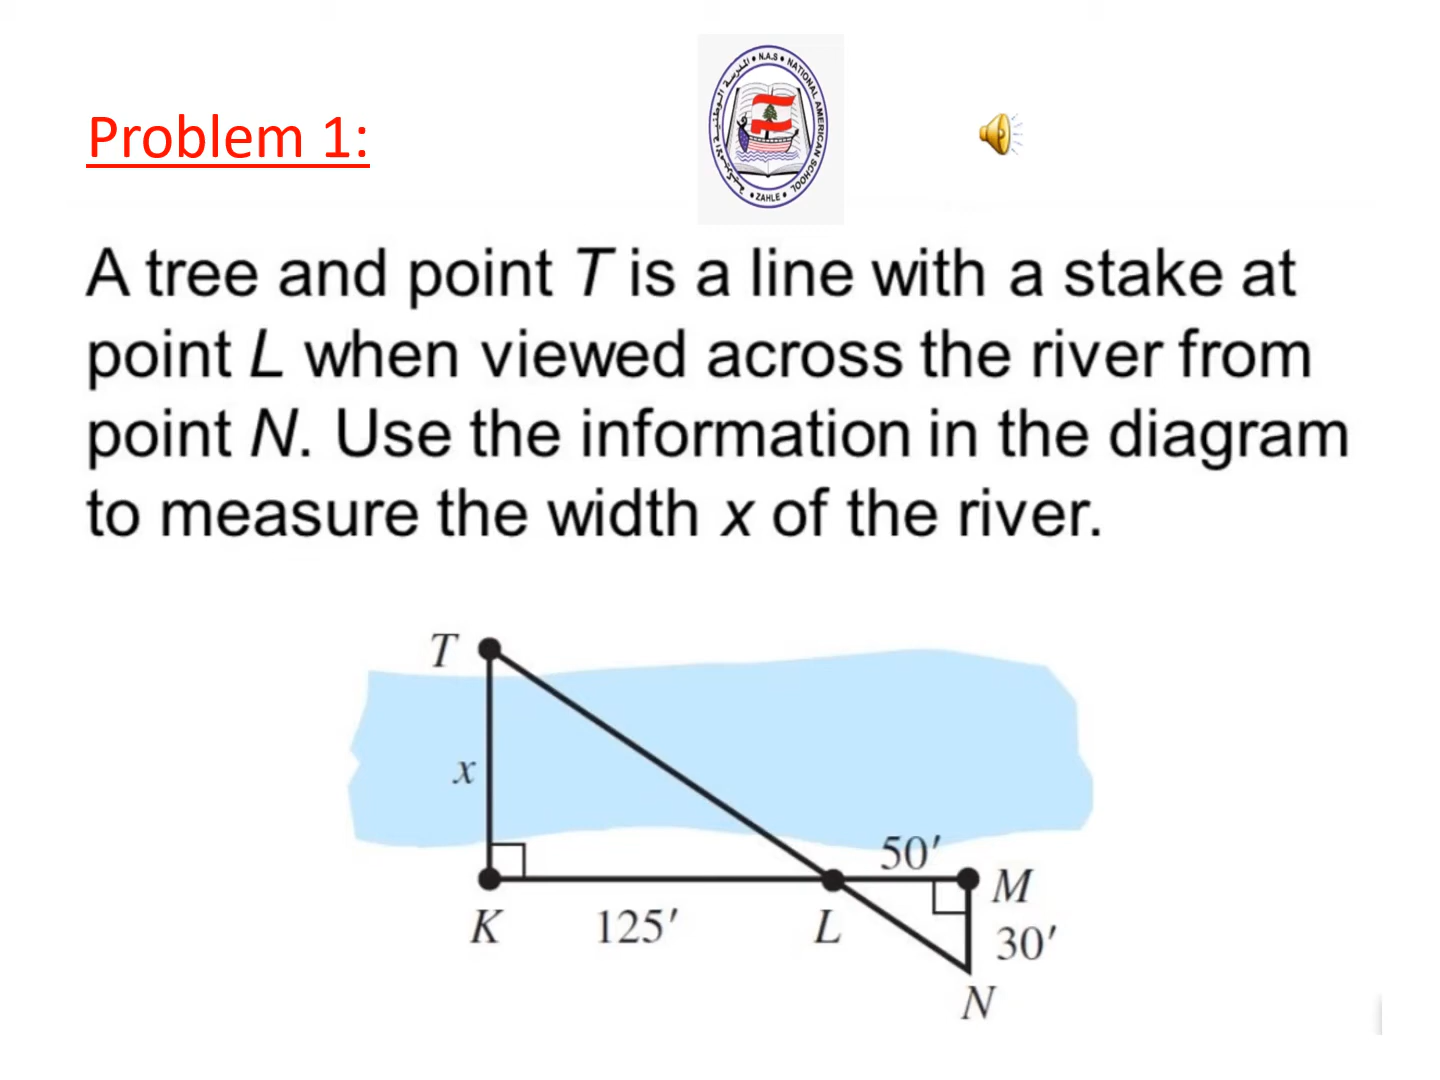 • N.A.S • NATIONAL AMERICAN SCHOOL
• ZAHLE •
Problem 1:
A tree and point T is a line with a stake at
point L when viewed across the river from
point N. Use the information in the diagram
to measure the width x of the river.
T
x
50′
M
K
125′
L
30′
N